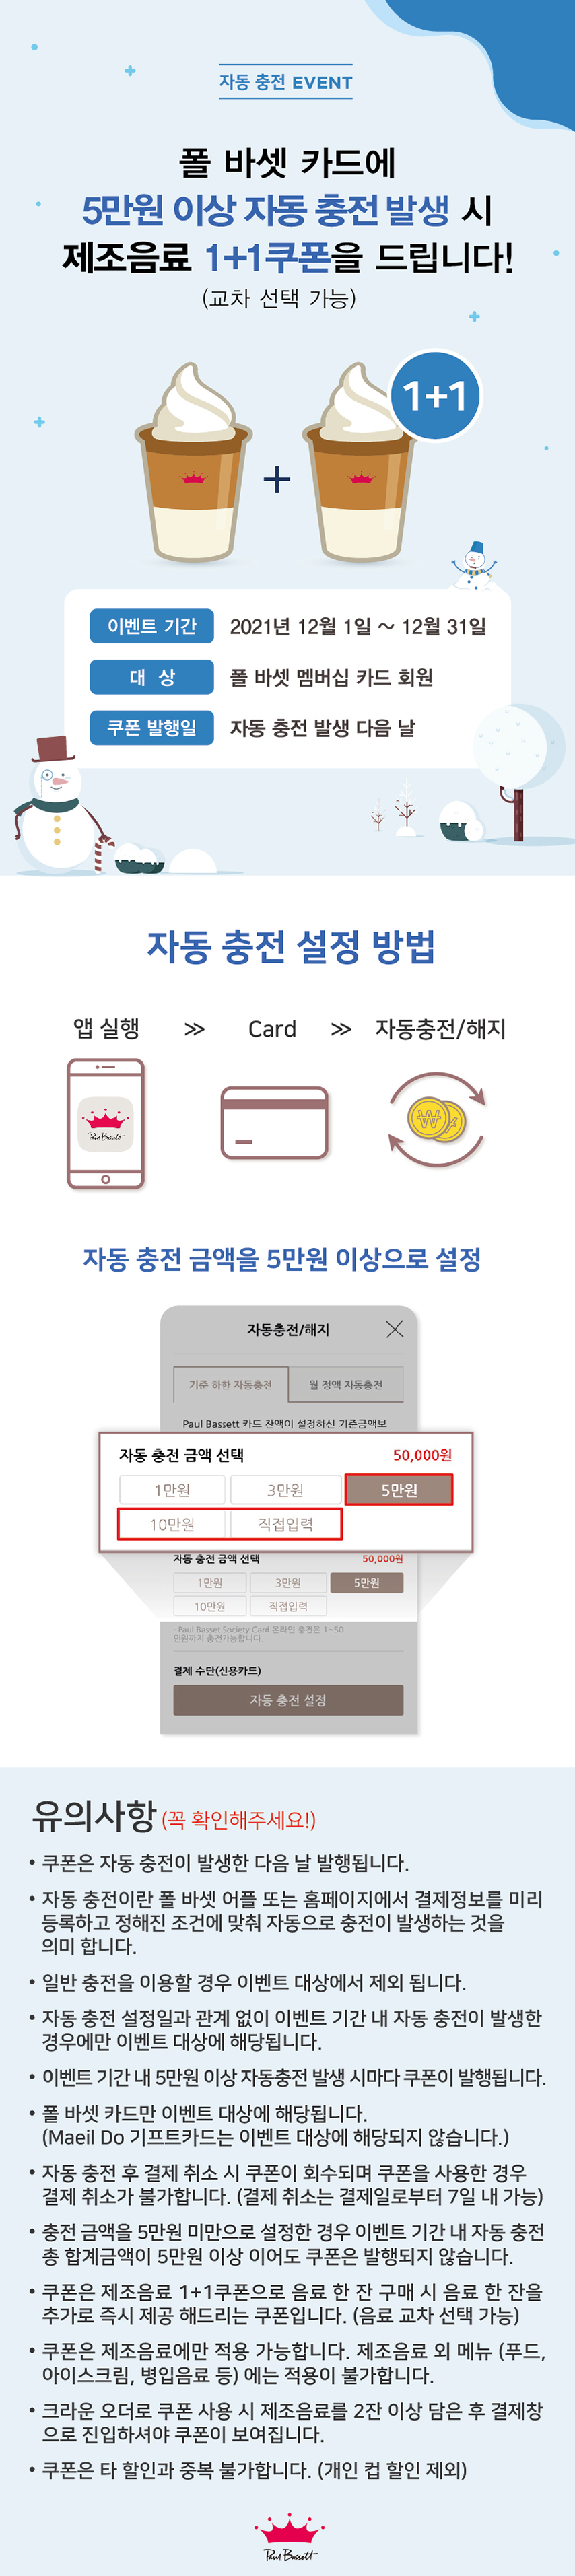 자동 충전 EVENT
폴 바셋 카드에
5만원 이상 자동 충전 발생 시
제조음료 1+1쿠폰을 드립니다!
(교차 선택 가능)
1+1
+
이벤트 기간 2021년 12월 1일 ~ 12월 31일
대 상 폴 바셋 멤버십 카드 회원
쿠폰 발행일 자동 충전 발생 다음 날
자동 충전 설정 방법
앱 실행 ≫ Card ≫ 자동충전/해지
Paul Bassett
자동 충전 금액을 5만원 이상으로 설정
자동충전/해지
기준 하한 자동충전 월 정액 자동충전
Paul Bassett 카드 잔액이 설정하신 기준금액보
자동 충전 금액 선택 50,000원
1만원 3만원 5만원
10만원 직접입력
자동 충전 금액 선택 50,000원
1만원 3만원 5만원
10만원 직접입력
- Paul Basset Society Card 온라인 충전은 1~50
만원까지 충전가능합니다.
결제 수단(신용카드)
자동 충전 설정
유의사항 (꼭 확인해주세요!)
• 쿠폰은 자동 충전이 발생한 다음 날 발행됩니다.
• 자동 충전이란 폴 바셋 어플 또는 홈페이지에서 결제정보를 미리
등록하고 정해진 조건에 맞춰 자동으로 충전이 발생하는 것을
의미 합니다.
• 일반 충전을 이용할 경우 이벤트 대상에서 제외 됩니다.
• 자동 충전 설정일과 관계 없이 이벤트 기간 내 자동 충전이 발생한
경우에만 이벤트 대상에 해당됩니다.
• 이벤트 기간 내 5만원 이상 자동충전 발생 시마다 쿠폰이 발행됩니다.
• 폴 바셋 카드만 이벤트 대상에 해당됩니다.
(Maeil Do 기프트카드는 이벤트 대상에 해당되지 않습니다.)
• 자동 충전 후 결제 취소 시 쿠폰이 회수되며 쿠폰을 사용한 경우
결제 취소가 불가합니다. (결제 취소는 결제일로부터 7일 내 가능)
• 충전 금액을 5만원 미만으로 설정한 경우 이벤트 기간 내 자동 충전
총 합계금액이 5만원 이상 이어도 쿠폰은 발행되지 않습니다.
• 쿠폰은 제조음료 1+1쿠폰으로 음료 한 잔 구매 시 음료 한 잔을
추가로 즉시 제공 해드리는 쿠폰입니다. (음료 교차 선택 가능)
• 쿠폰은 제조음료에만 적용 가능합니다. 제조음료 외 메뉴 (푸드,
아이스크림, 병입음료 등) 에는 적용이 불가합니다.
• 크라운 오더로 쿠폰 사용 시 제조음료를 2잔 이상 담은 후 결제창
으로 진입하셔야 쿠폰이 보여집니다.
• 쿠폰은 타 할인과 중복 불가합니다. (개인 컵 할인 제외)
Paul Bassett